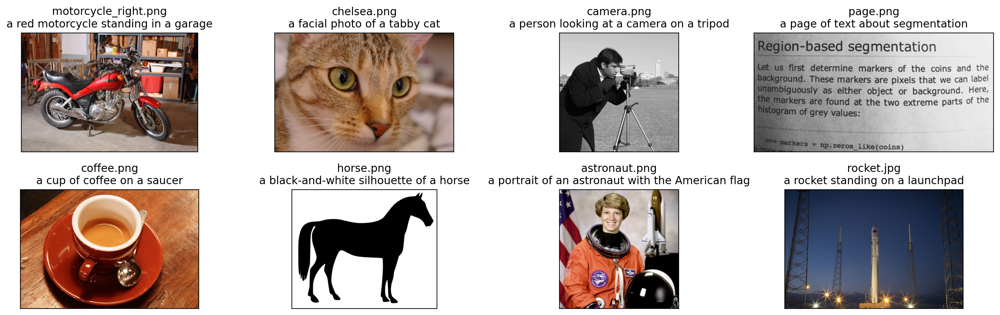 motorcycle_right.png
a red motorcycle standing in a garage
chelsea.png
a facial photo of a tabby cat
camera.png
a person looking at a camera on a tripod
page.png
a page of text about segmentation
Region-based segmentation
Let us first determine markers of the coins and the
background. These markers are pixels that we can label
unambiguously as either object or background. Here,
the markers are found at the two extreme parts of the
histogram of grey values:
>>> markers = np.zeros_like(coins)
coffee.png
a cup of coffee on a saucer
horse.png
a black-and-white silhouette of a horse
astronaut.png
a portrait of an astronaut with the American flag
rocket.jpg
a rocket standing on a launchpad